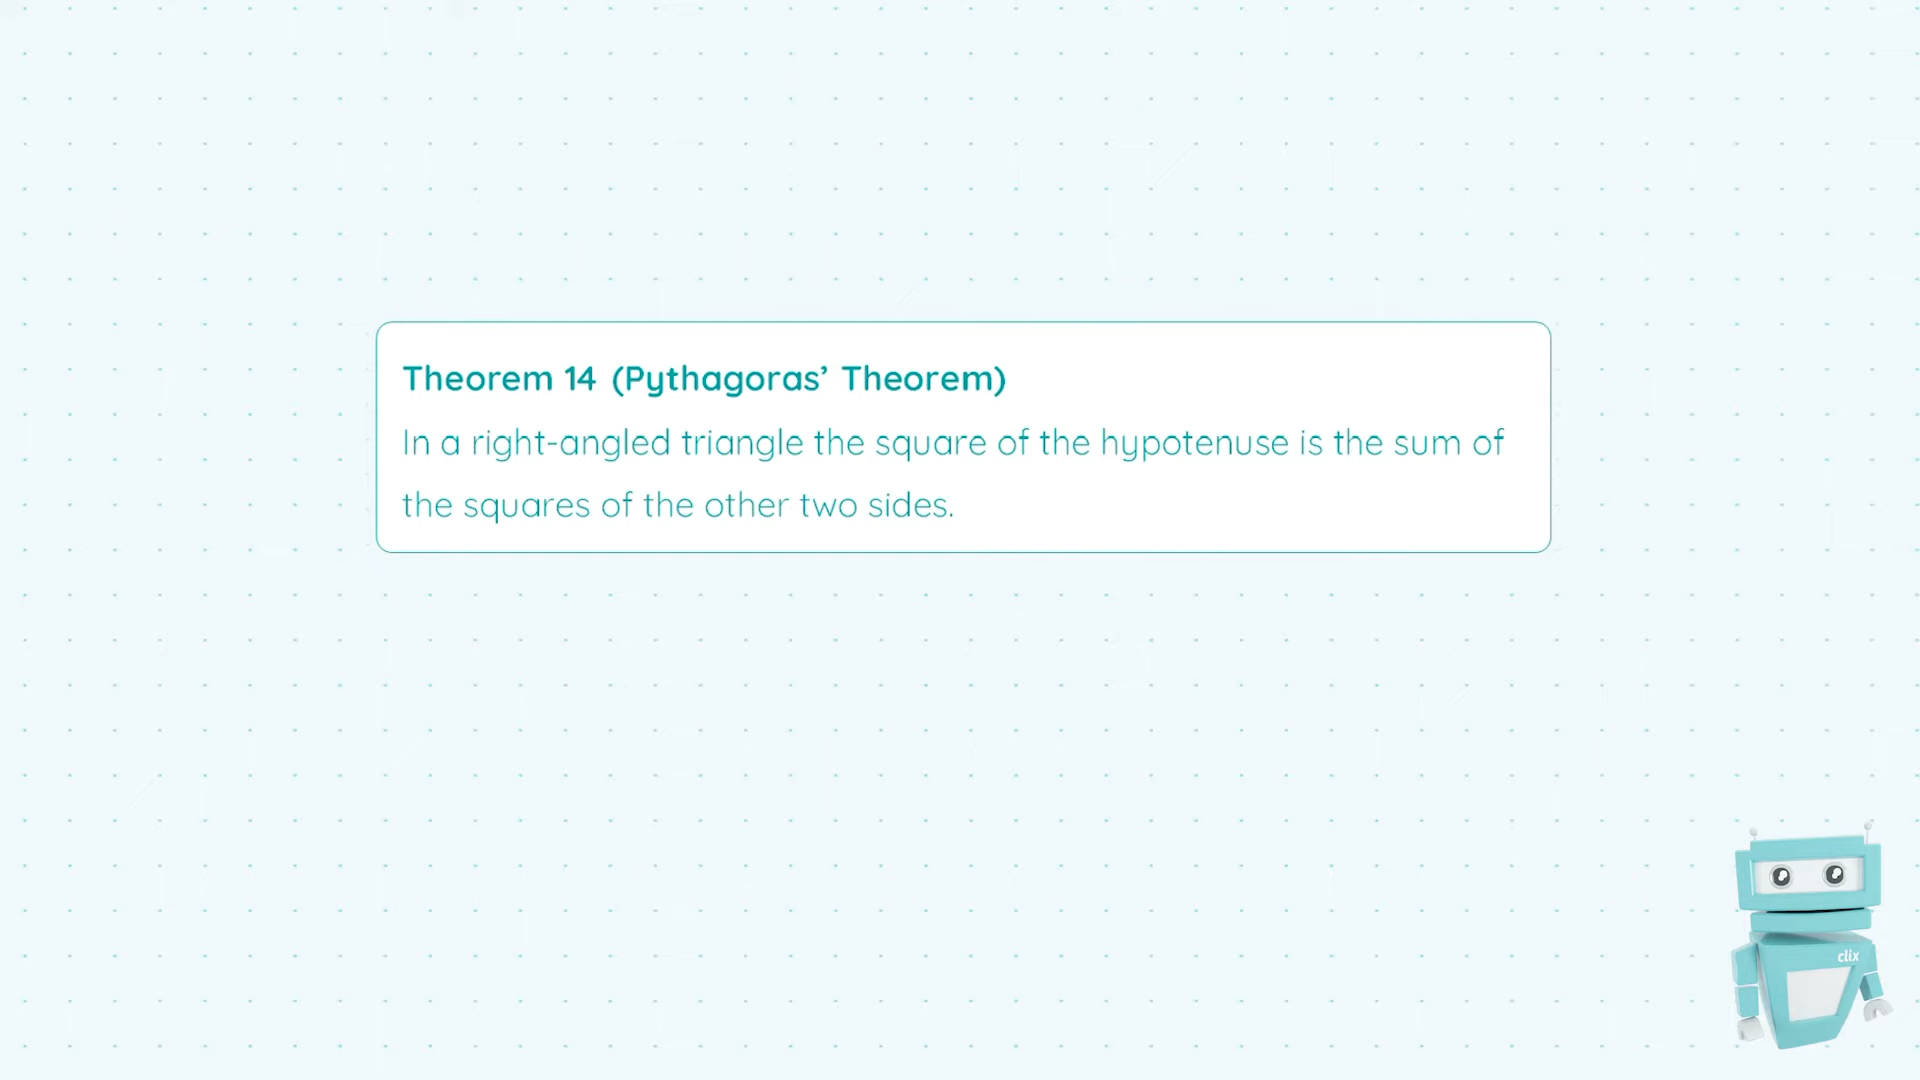 Theorem 14 (Pythagoras’ Theorem)
In a right-angled triangle the square of the hypotenuse is the sum of
the squares of the other two sides.
clix